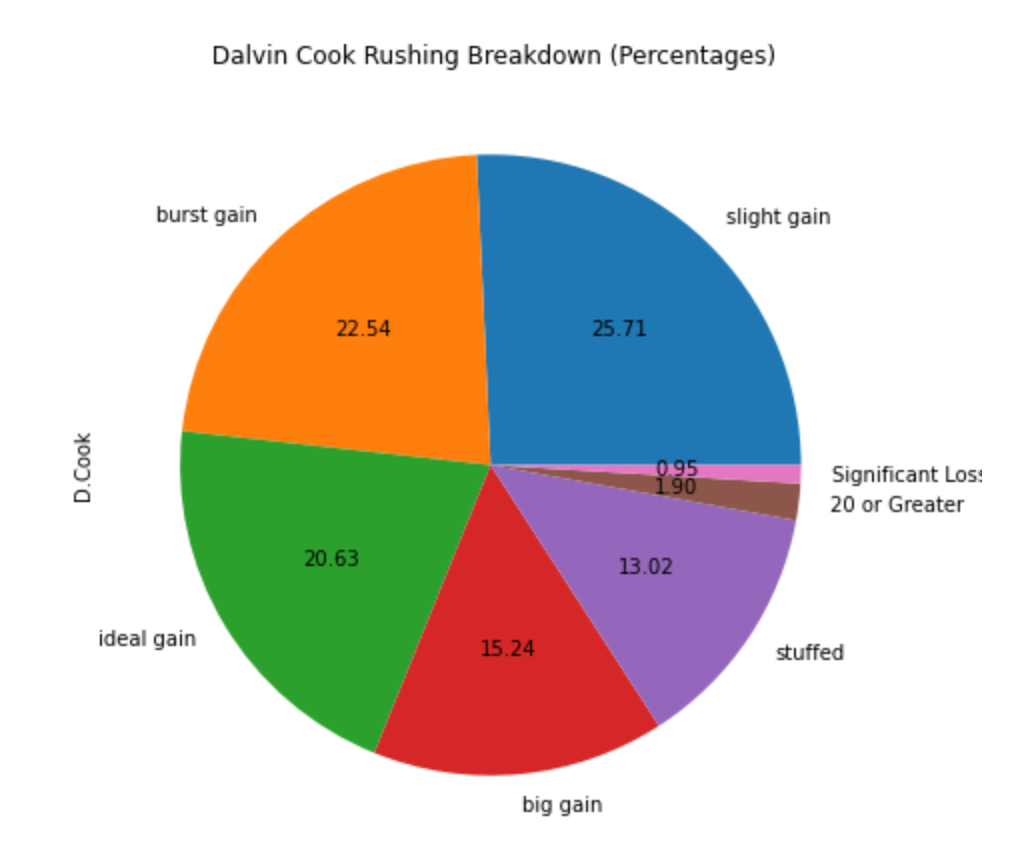 Dalvin Cook Rushing Breakdown (Percentages)
burst gain
slight gain
22.54
25.71
D.Cook
0.95
Significant Loss
1.90
20 or Greater
20.63
13.02
ideal gain
15.24
stuffed
big gain